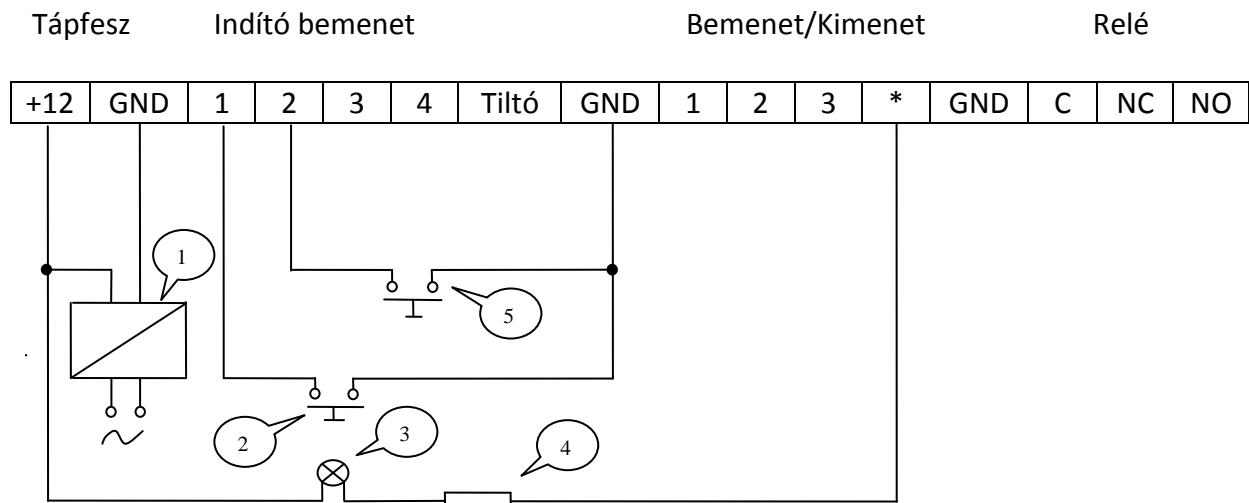 Tápfesz Indító bemenet Bemenet/Kimenet Relé
+12 GND 1 2 3 4 Tiltó GND 1 2 3 * GND C NC NO
1
5
2 3 4